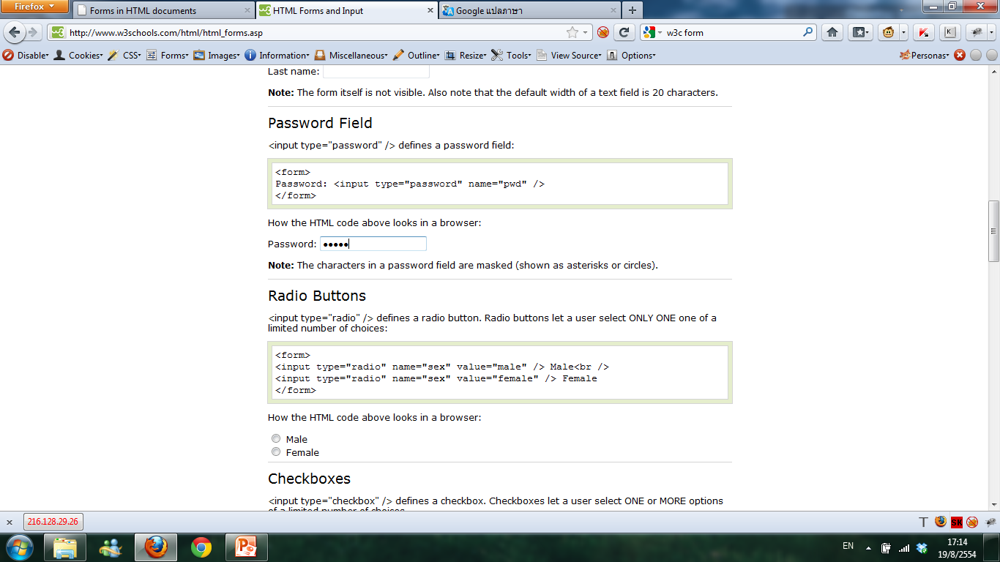 Firefox
Forms in HTML documents
HTML Forms and Input
Google แปลภาษา
http://www.w3schools.com/html/html_forms.asp
w3c form
Disable
Cookies
CSS
Forms
Images
Information
Miscellaneous
Outline
Resize
Tools
View Source
Options
Personas
Last name:
Note: The form itself is not visible. Also note that the default width of a text field is 20 characters.
Password Field
<input type="password" /> defines a password field:
<form>
Password: <input type="password" name="pwd" />
</form>
How the HTML code above looks in a browser:
Password: •••••
Note: The characters in a password field are masked (shown as asterisks or circles).
Radio Buttons
<input type="radio" /> defines a radio button. Radio buttons let a user select ONLY ONE one of a
limited number of choices:
<form>
<input type="radio" name="sex" value="male" /> Male<br />
<input type="radio" name="sex" value="female" /> Female
</form>
How the HTML code above looks in a browser:
Male
Female
Checkboxes
<input type="checkbox" /> defines a checkbox. Checkboxes let a user select ONE or MORE options
of a limited number of choices
x
216.128.29.26
T
SK
EN
17:14
19/8/2554